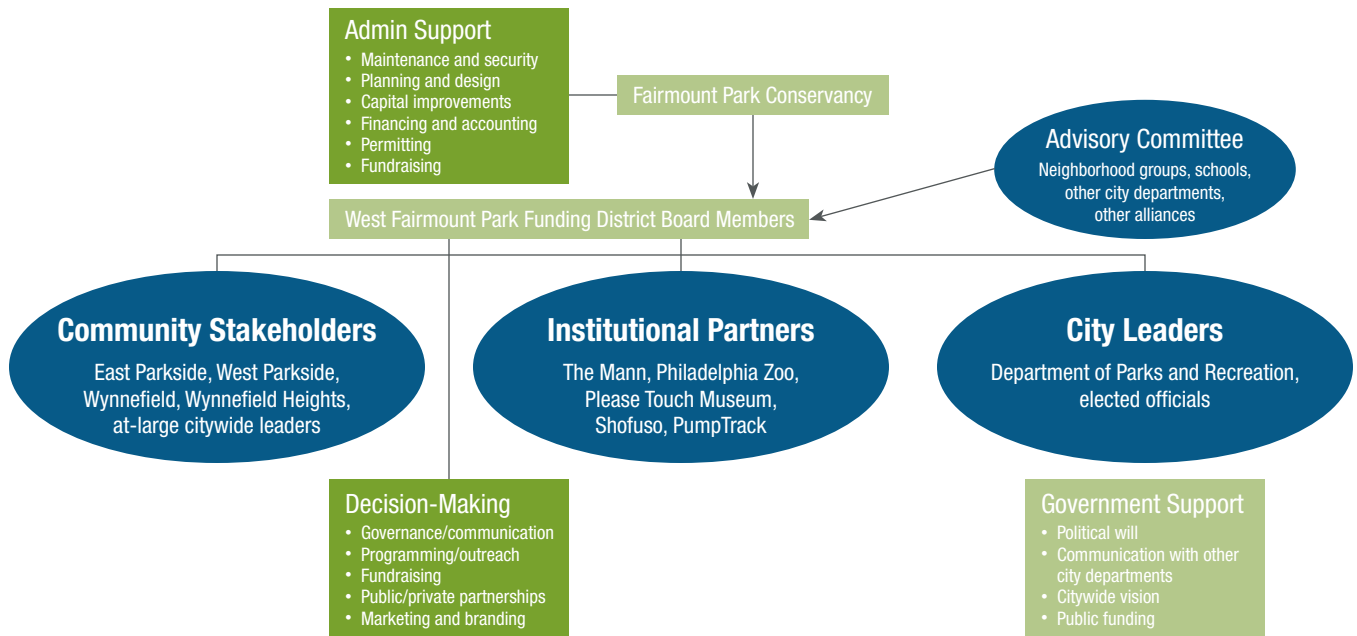 Admin Support
• Maintenance and security
• Planning and design
• Capital improvements
• Financing and accounting
• Permitting
• Fundraising
Fairmount Park Conservancy
Advisory Committee
Neighborhood groups, schools,
other city departments,
other alliances
West Fairmount Park Funding District Board Members
Community Stakeholders
East Parkside, West Parkside,
Wynnefield, Wynnefield Heights,
at-large citywide leaders
Institutional Partners
The Mann, Philadelphia Zoo,
Please Touch Museum,
Shofuso, PumpTrack
City Leaders
Department of Parks and Recreation,
elected officials
Decision-Making
• Governance/communication
• Programming/outreach
• Fundraising
• Public/private partnerships
• Marketing and branding
Government Support
• Political will
• Communication with other
city departments
• Citywide vision
• Public funding